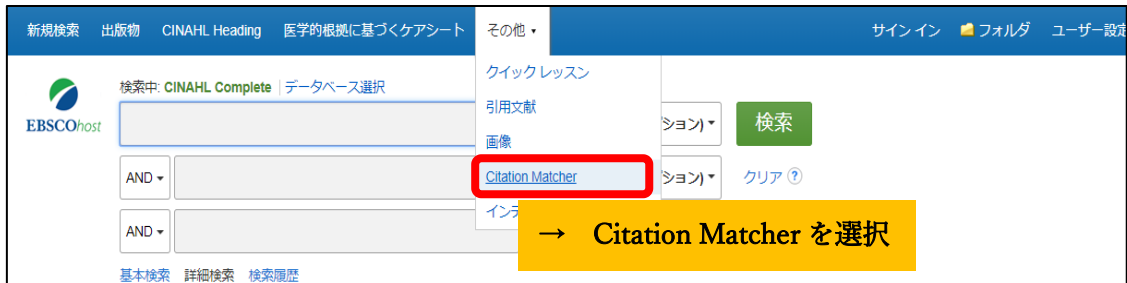 新規検索 出版物 CINAHL Heading 医学的根拠に基づくケアシート その他 サインイン フォルダ ユーザー設定
クイックレッスン
検索中: CINAHL Complete データベース選択
引用文献
EBSCOhost ション) 検索
画像
AND Citation Matcher ション) クリア ?
インデ
AND → Citation Matcher を選択
基本検索 詳細検索 検索履歴